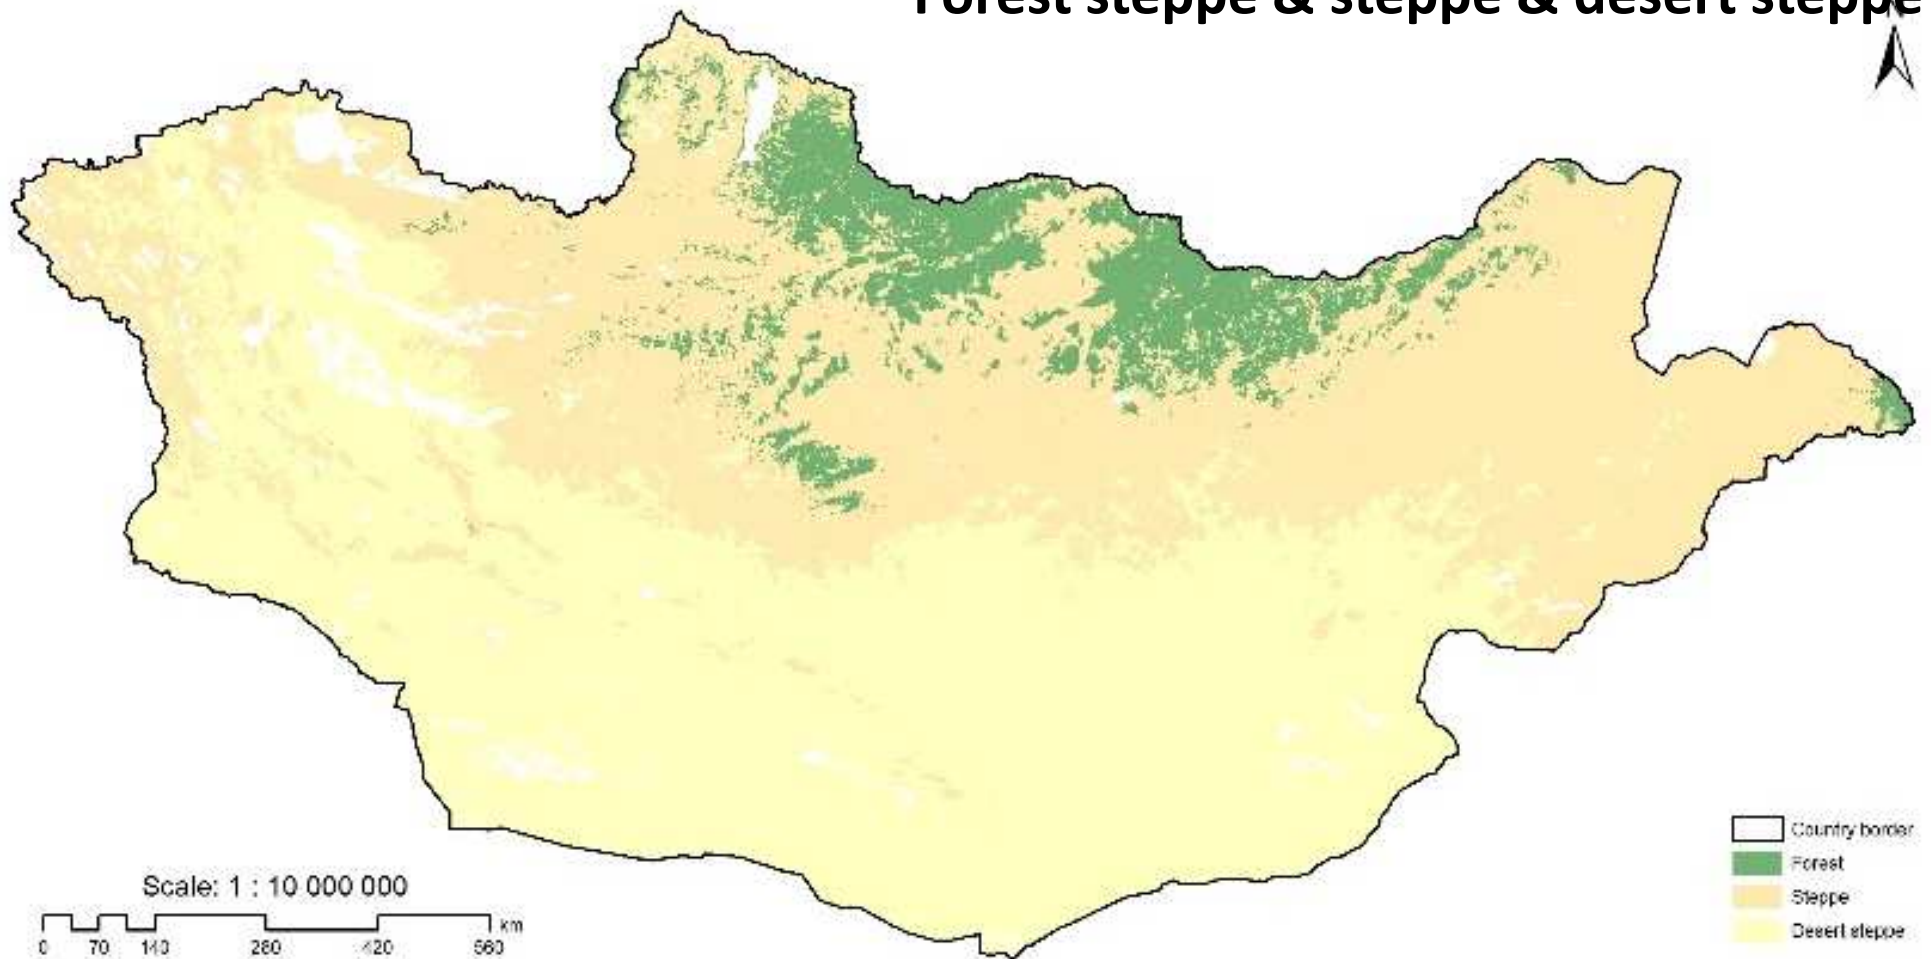 Forest steppe & steppe & desert steppe
Scale: 1 : 10 000 000
km
0 70 140 280 420 560
Country border
Forest
Steppe
Desert steppe